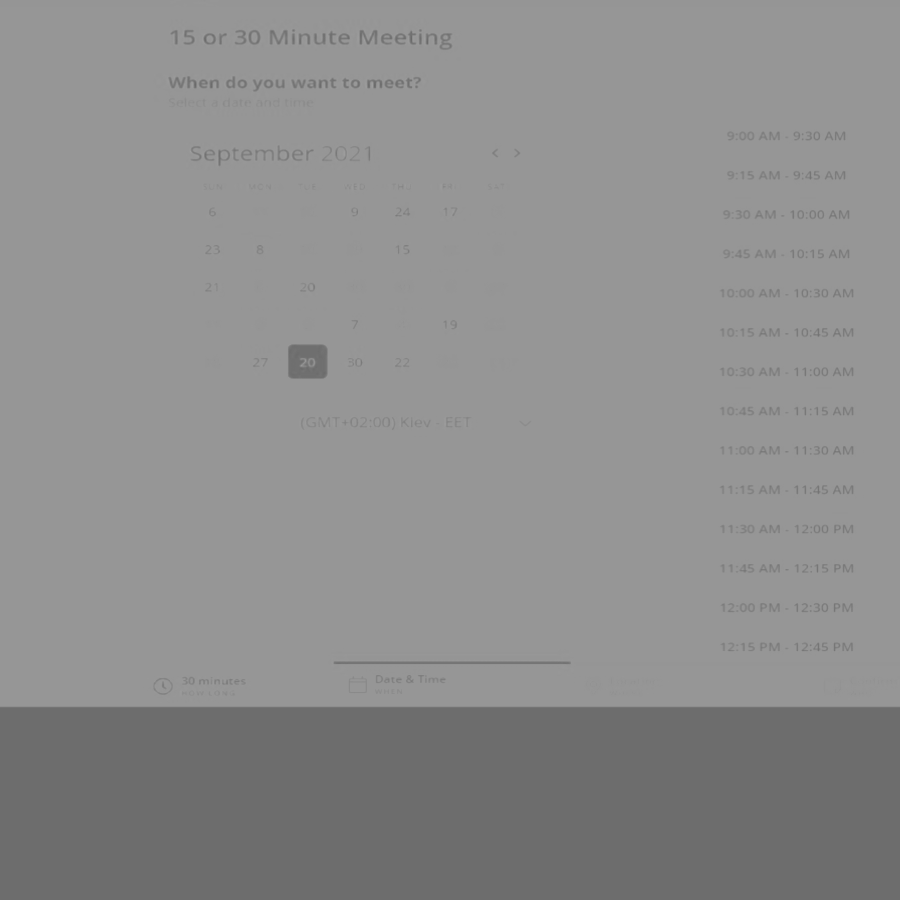 15 or 30 Minute Meeting
When do you want to meet?
Select a date and time
September 2021 < >
SUN MON TUE WED THU FRI SAT
6 9 24 17
23 8 15
21 20
7 19
27 20 30 22
(GMT+02:00) Kiev - EET
9:00 AM - 9:30 AM
9:15 AM - 9:45 AM
9:30 AM - 10:00 AM
9:45 AM - 10:15 AM
10:00 AM - 10:30 AM
10:15 AM - 10:45 AM
10:30 AM - 11:00 AM
10:45 AM - 11:15 AM
11:00 AM - 11:30 AM
11:15 AM - 11:45 AM
11:30 AM - 12:00 PM
11:45 AM - 12:15 PM
12:00 PM - 12:30 PM
12:15 PM - 12:45 PM
30 minutes
HOW LONG
Date & Time
WHEN